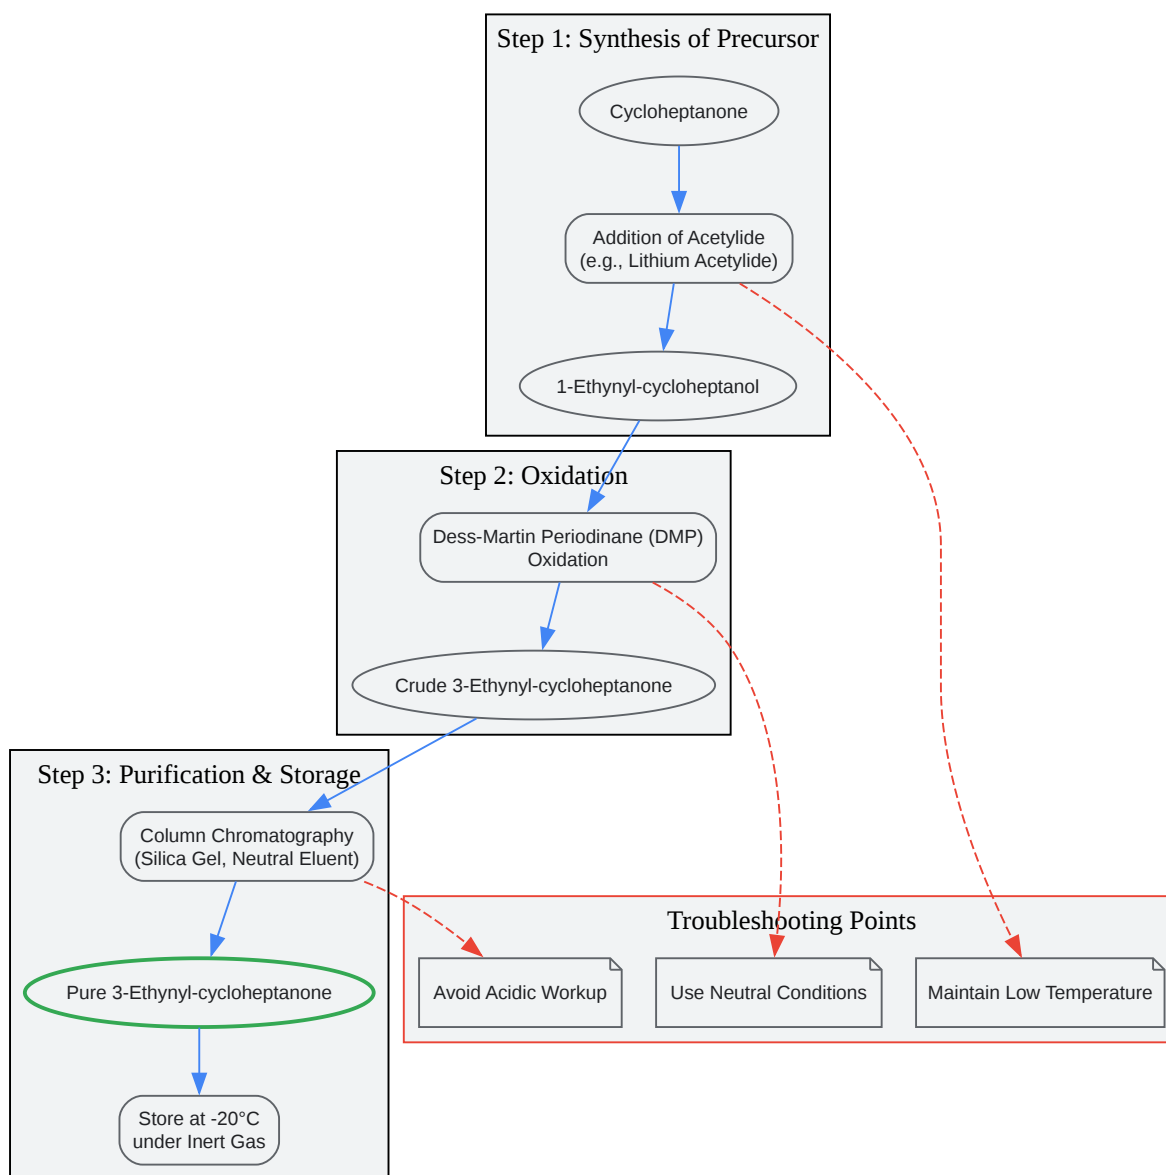 Step 1: Synthesis of Precursor
Cycloheptanone
Addition of Acetylide
(e.g., Lithium Acetylide)
1-Ethynyl-cycloheptanol
Step 2: Oxidation
Dess-Martin Periodinane (DMP)
Oxidation
Crude 3-Ethynyl-cycloheptanone
Step 3: Purification & Storage
Column Chromatography
(Silica Gel, Neutral Eluent)
Pure 3-Ethynyl-cycloheptanone
Store at -20°C
under Inert Gas
Troubleshooting Points
Avoid Acidic Workup
Use Neutral Conditions
Maintain Low Temperature